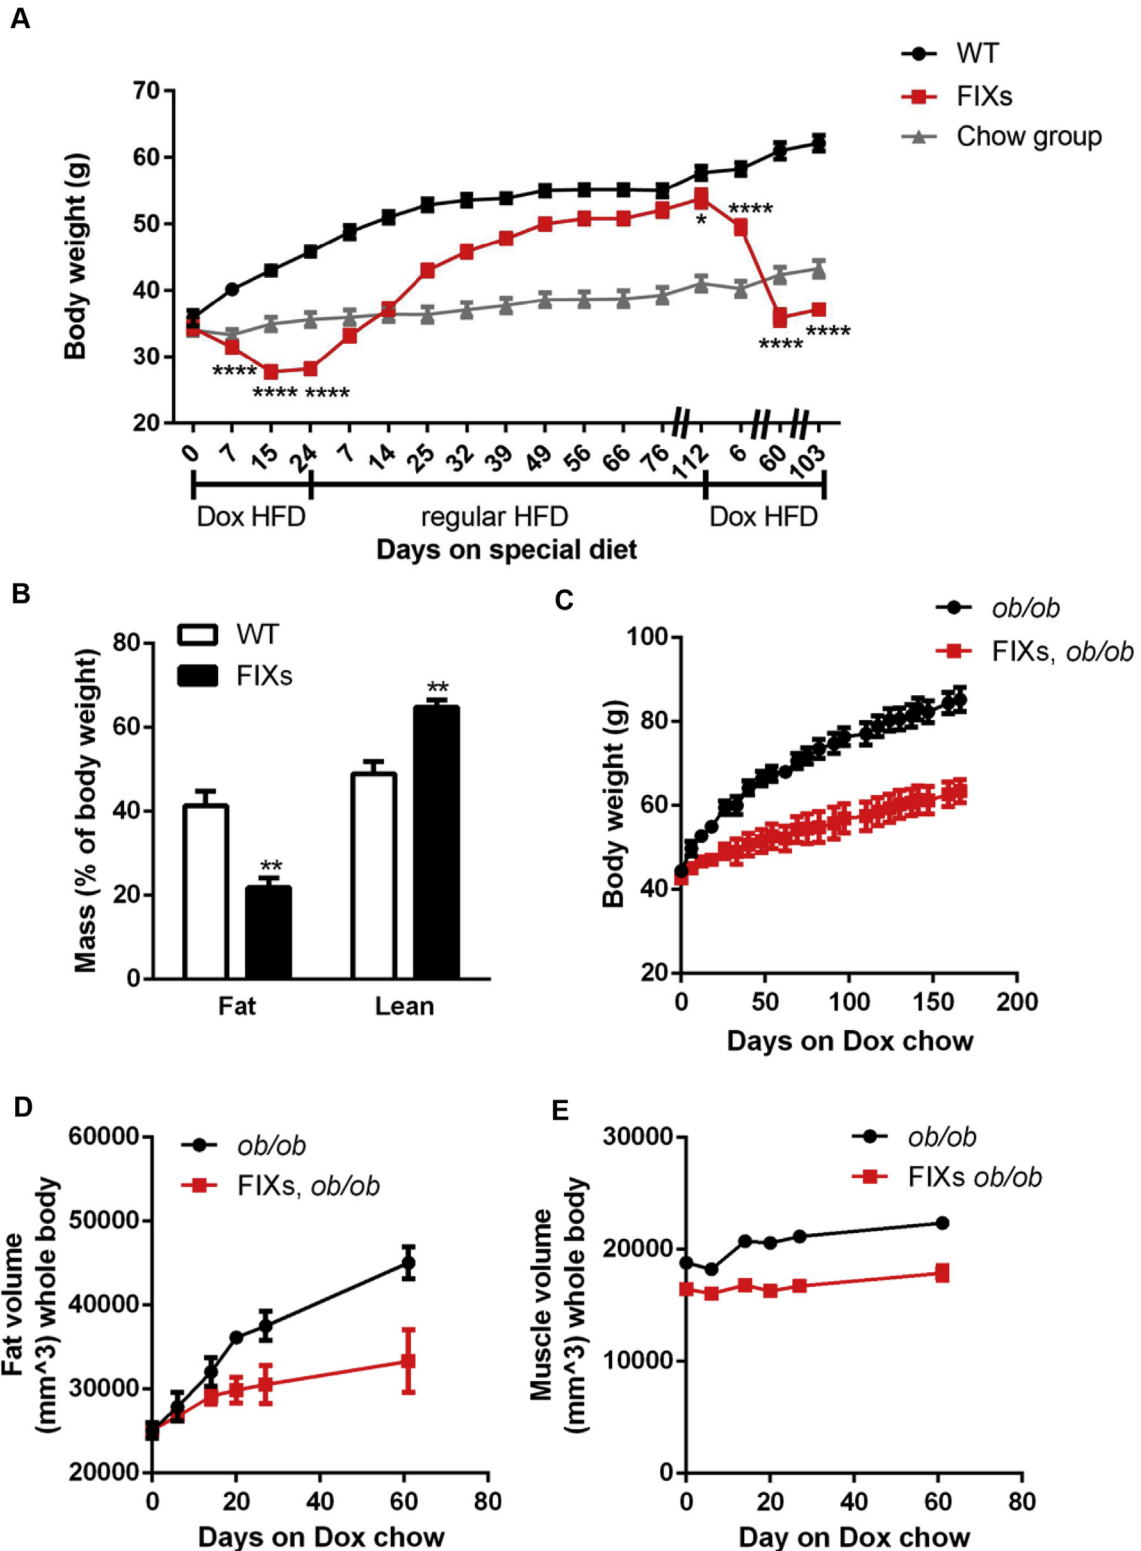 A
WT
FIXs
Chow group
Body weight (g)
70
60
50
40
30
20
* ****
**** **** ****
**** ****
0 7 15 24 7 14 25 32 39 49 56 66 76 112 6 60 103
Dox HFD regular HFD Dox HFD
Days on special diet
B
WT
FIXs
Mass (% of body weight)
80
60
40
20
0
**
**
Fat Lean
C
ob/ob
FIXs, ob/ob
Body weight (g)
100
80
60
40
20
0 50 100 150 200
Days on Dox chow
D
ob/ob
FIXs, ob/ob
Fat volume
(mm^3) whole body
60000
50000
40000
30000
20000
0 20 40 60 80
Days on Dox chow
E
ob/ob
FIXs ob/ob
Muscle volume
(mm^3) whole body
30000
20000
10000
0
0 20 40 60 80
Day on Dox chow